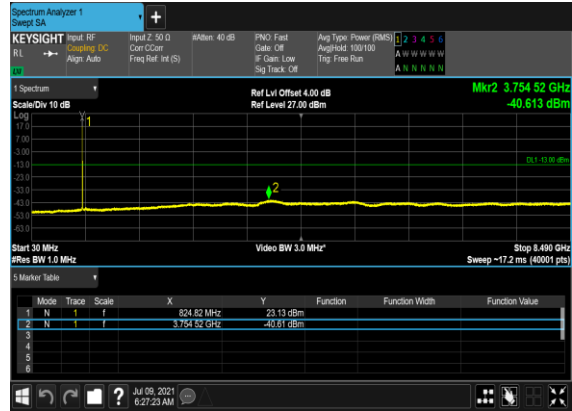 Spectrum Analyzer 1
Swept SA
+
KEYSIGHT Input: RF Input Z: 50 Ω #Atten: 40 dB PNO: Fast Avg Type: Power (RMS) 1 2 3 4 5 6
RL Coupling: DC Corr CCorr Gate: Off Avg|Hold: 100/100 A W W W W W
Align: Auto Freq Ref: Int (S) IF Gain: Low Trig: Free Run
Sig Track: Off A N N N N N
1 Spectrum Ref Lvl Offset 4.00 dB Mkr2 3.754 52 GHz
Scale/Div 10 dB Ref Level 27.00 dBm -40.613 dBm
Log 1
17.0
7.00
-3.00
-13.0 DL1 -13.00 dBm
-23.0
-33.0 2
-43.0
-53.0
-63.0
Start 30 MHz Video BW 3.0 MHz* Stop 8.490 GHz
#Res BW 1.0 MHz Sweep ~17.2 ms (40001 pts)
5 Marker Table
Mode Trace Scale X Y Function Function Width Function Value
1 N 1 f 824.82 MHz 23.13 dBm
2 N 1 f 3.754 52 GHz -40.61 dBm
3
4
5
6
? Jul 09, 2021
6:27:23 AM